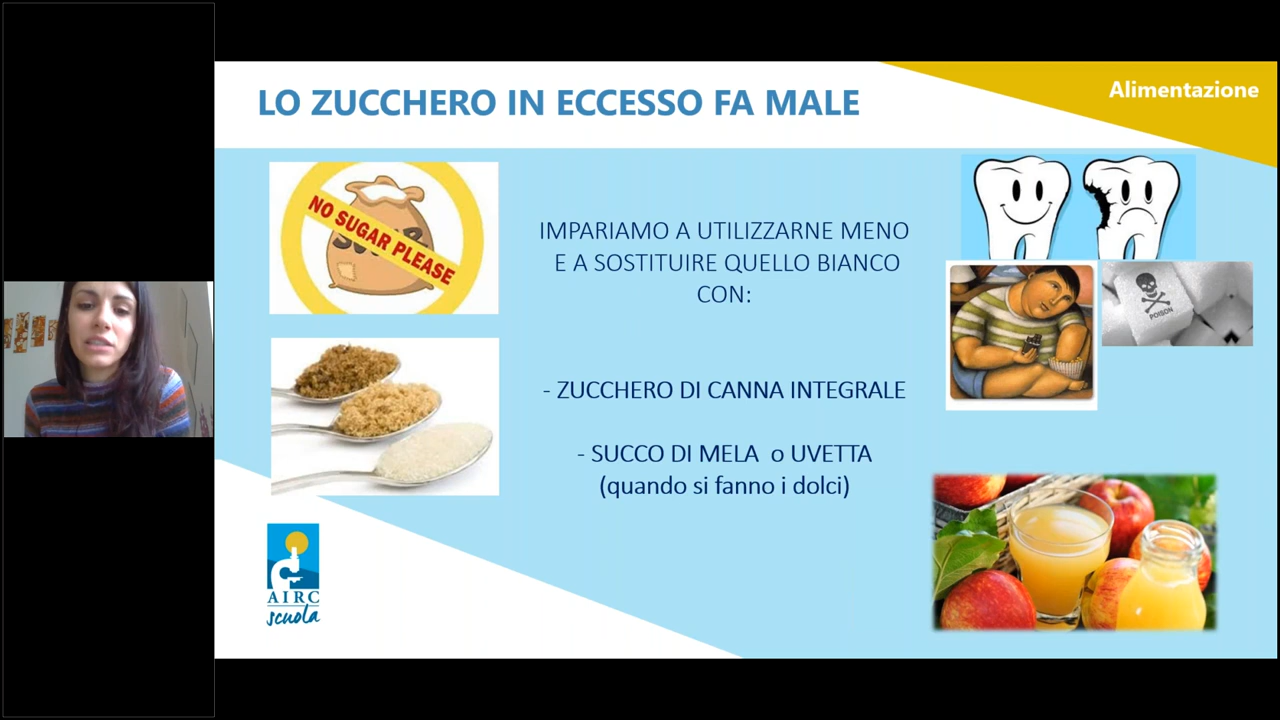 LO ZUCCHERO IN ECCESSO FA MALE
Alimentazione
NO SUGAR PLEASE
IMPARIAMO A UTILIZZARNE MENO
E A SOSTITUIRE QUELLO BIANCO
CON:
POISON
- ZUCCHERO DI CANNA INTEGRALE
- SUCCO DI MELA o UVETTA
(quando si fanno i dolci)
AIRC
scuola